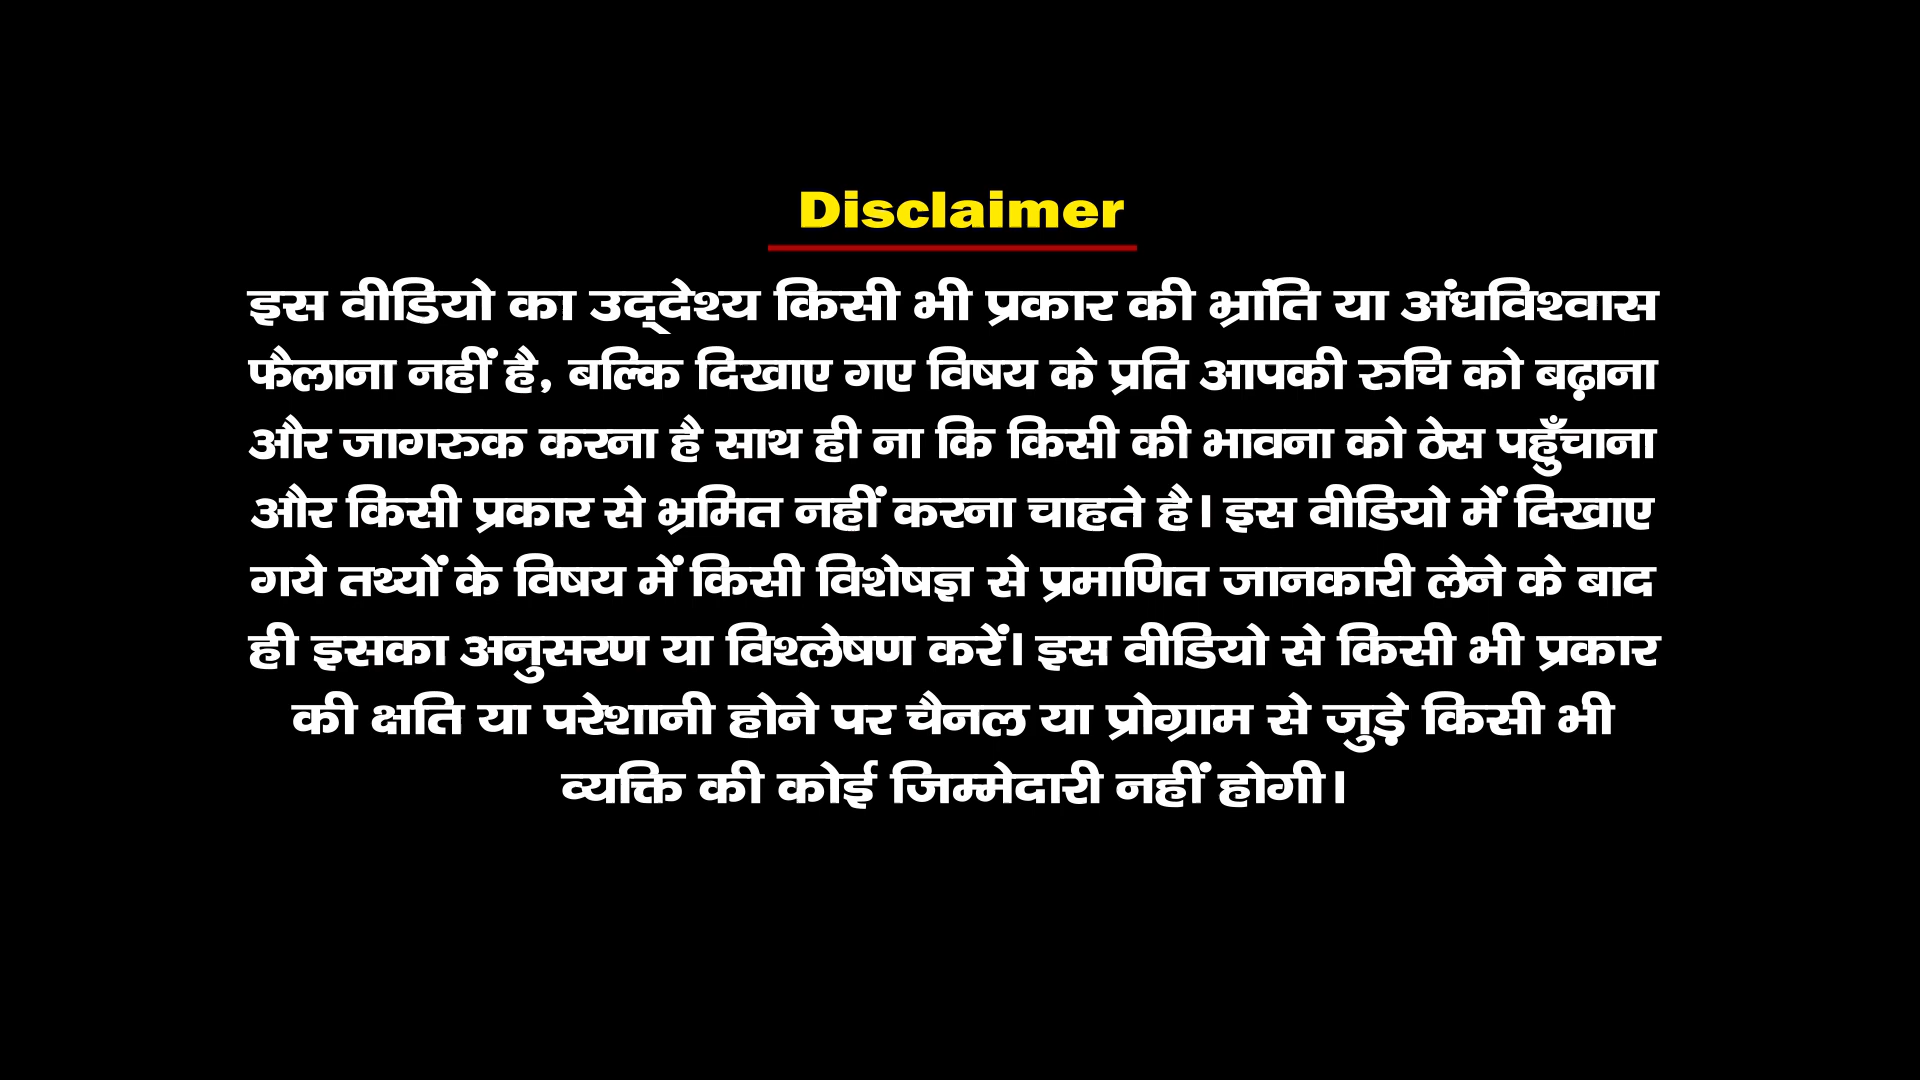 Disclaimer
इस वीडियो का उद्‌देश्य किसी भी प्रकार की भ्रांति या अंधविश्वास
फैलाना नहीं है, बल्कि दिखाए गए विषय के प्रति आपकी रुचि को बढ़ाना
और जागरुक करना है साथ ही ना कि किसी की भावना को ठेस पहुँचाना
और किसी प्रकार से भ्रमित नहीं करना चाहते है। इस वीडियो में दिखाए
गये तथ्यों के विषय में किसी विशेषज्ञ से प्रमाणित जानकारी लेने के बाद
ही इसका अनुसरण या विश्लेषण करें। इस वीडियो से किसी भी प्रकार
की क्षति या परेशानी होने पर चैनल या प्रोग्राम से जुड़े किसी भी
व्यक्ति की कोई जिम्मेदारी नहीं होगी।